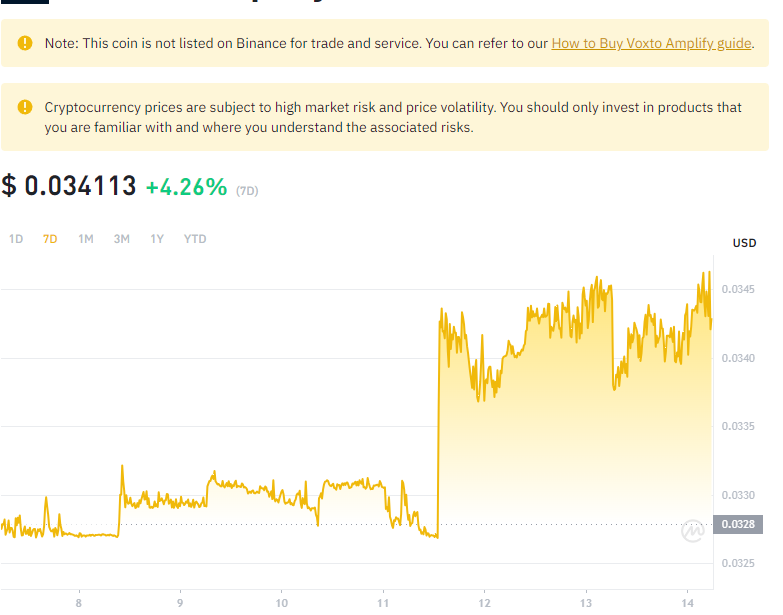 Note: This coin is not listed on Binance for trade and service. You can refer to our How to Buy Voxto Amplify guide.
Cryptocurrency prices are subject to high market risk and price volatility. You should only invest in products that
you are familiar with and where you understand the associated risks.
$ 0.034113 +4.26% (7D)
1D 7D 1M 3M 1Y YTD
USD
0.0345
0.0340
0.0335
0.0330
0.0328
0.0325
8 9 10 11 12 13 14